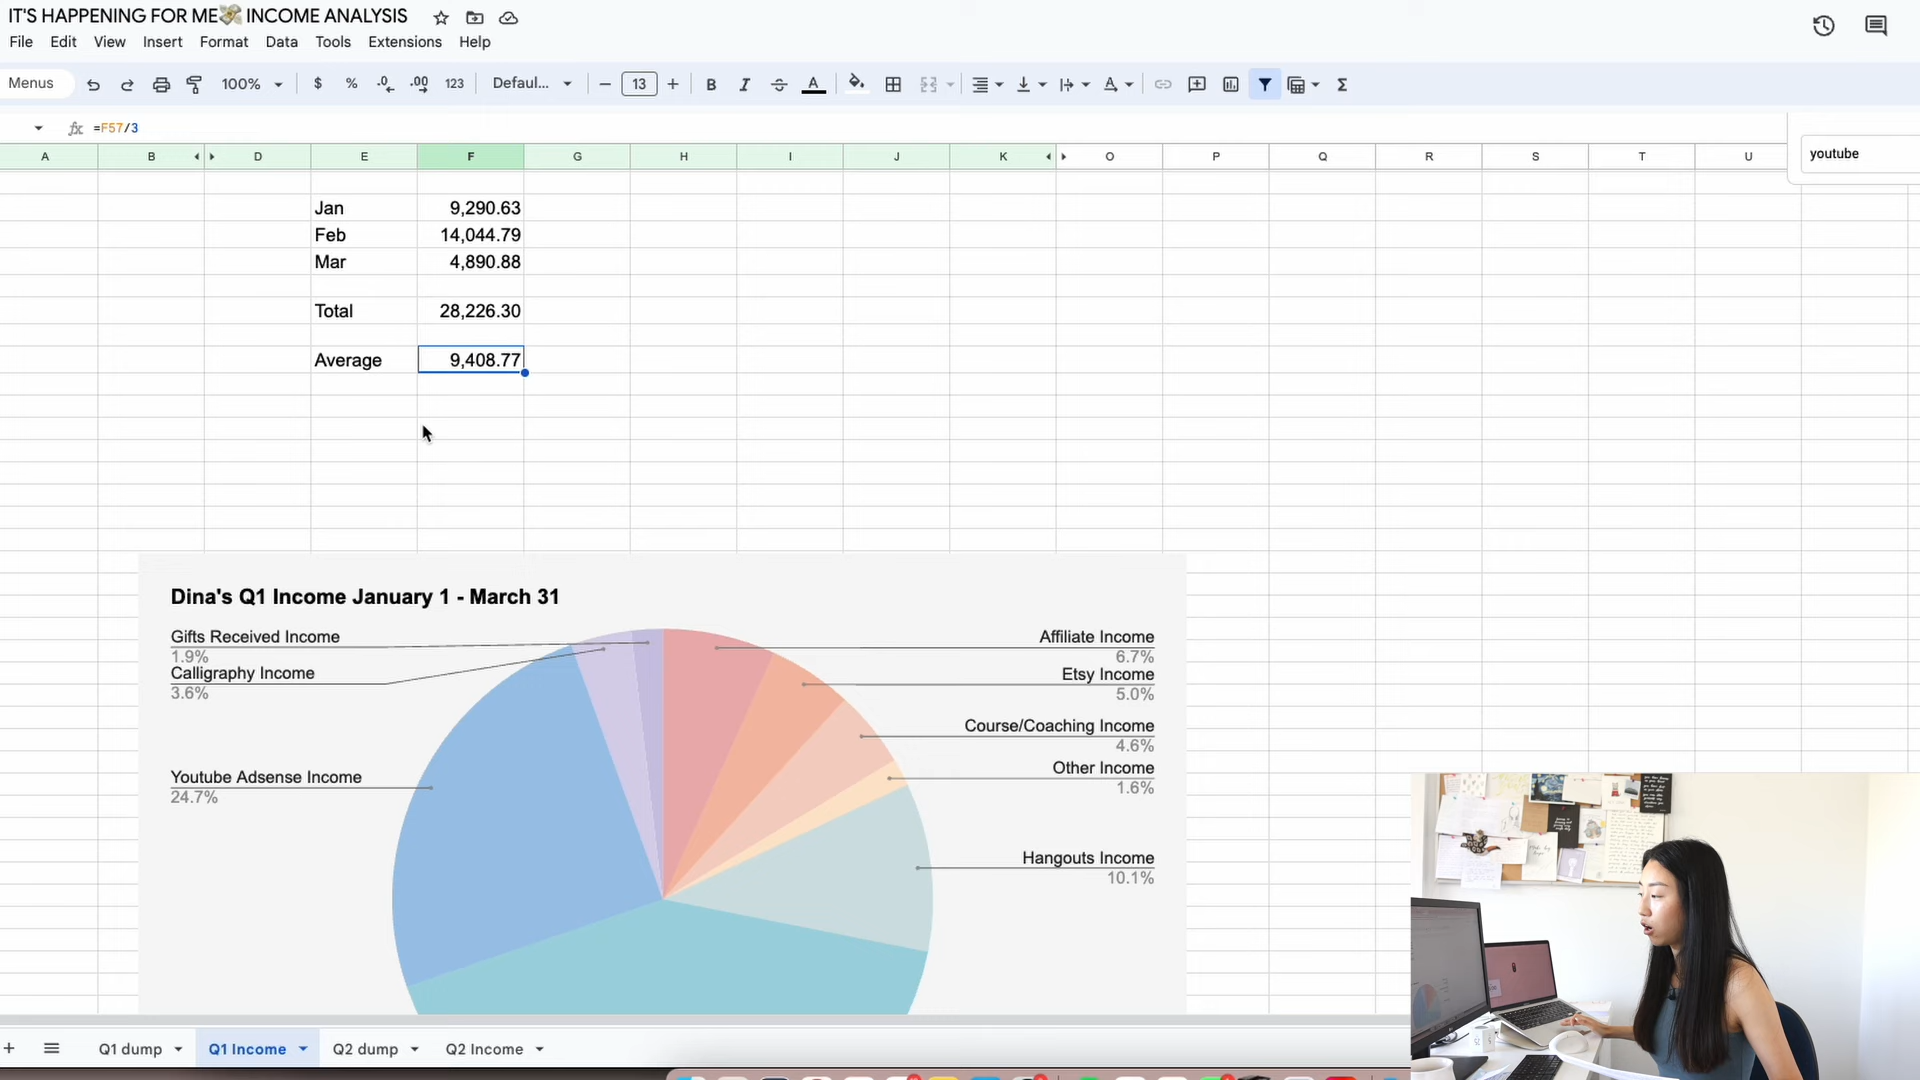 IT'S HAPPENING FOR ME💸 INCOME ANALYSIS
File Edit View Insert Format Data Tools Extensions Help
Menus 100% $ % .0 .00 123 Defaul... 13 B I S A
=F57/3
A B D E F G H I J K O P Q R S T U
youtube
Jan 9,290.63
Feb 14,044.79
Mar 4,890.88
Total 28,226.30
Average 9,408.77
Dina's Q1 Income January 1 - March 31
Gifts Received Income
1.9%
Calligraphy Income
3.6%
Youtube Adsense Income
24.7%
Affiliate Income
6.7%
Etsy Income
5.0%
Course/Coaching Income
4.6%
Other Income
1.6%
Hangouts Income
10.1%
Q1 dump Q1 Income Q2 dump Q2 Income